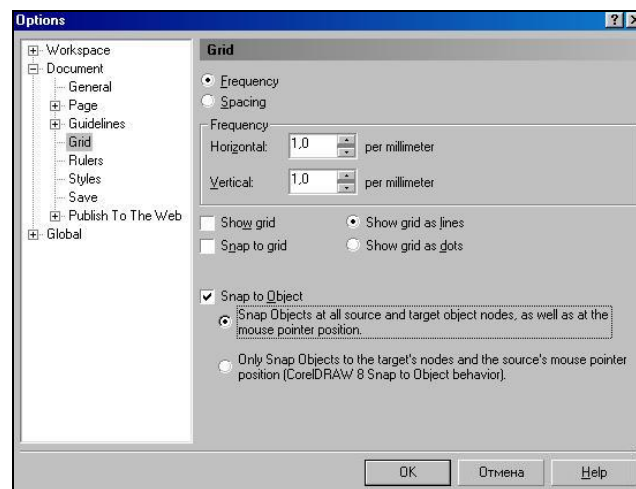 Options
Workspace
Document
General
Page
Guidelines
Grid
Rulers
Styles
Save
Publish To The Web
Global
Grid
Frequency
Spacing
Frequency
Horizontal: 1,0 per millimeter
Vertical: 1,0 per millimeter
Show grid Show grid as lines
Snap to grid Show grid as dots
Snap to Object
Snap Objects at all source and target object nodes, as well as at the
mouse pointer position.
Only Snap Objects to the target's nodes and the source's mouse pointer
position (CorelDRAW 8 Snap to Object behavior).
OK Отмена Help